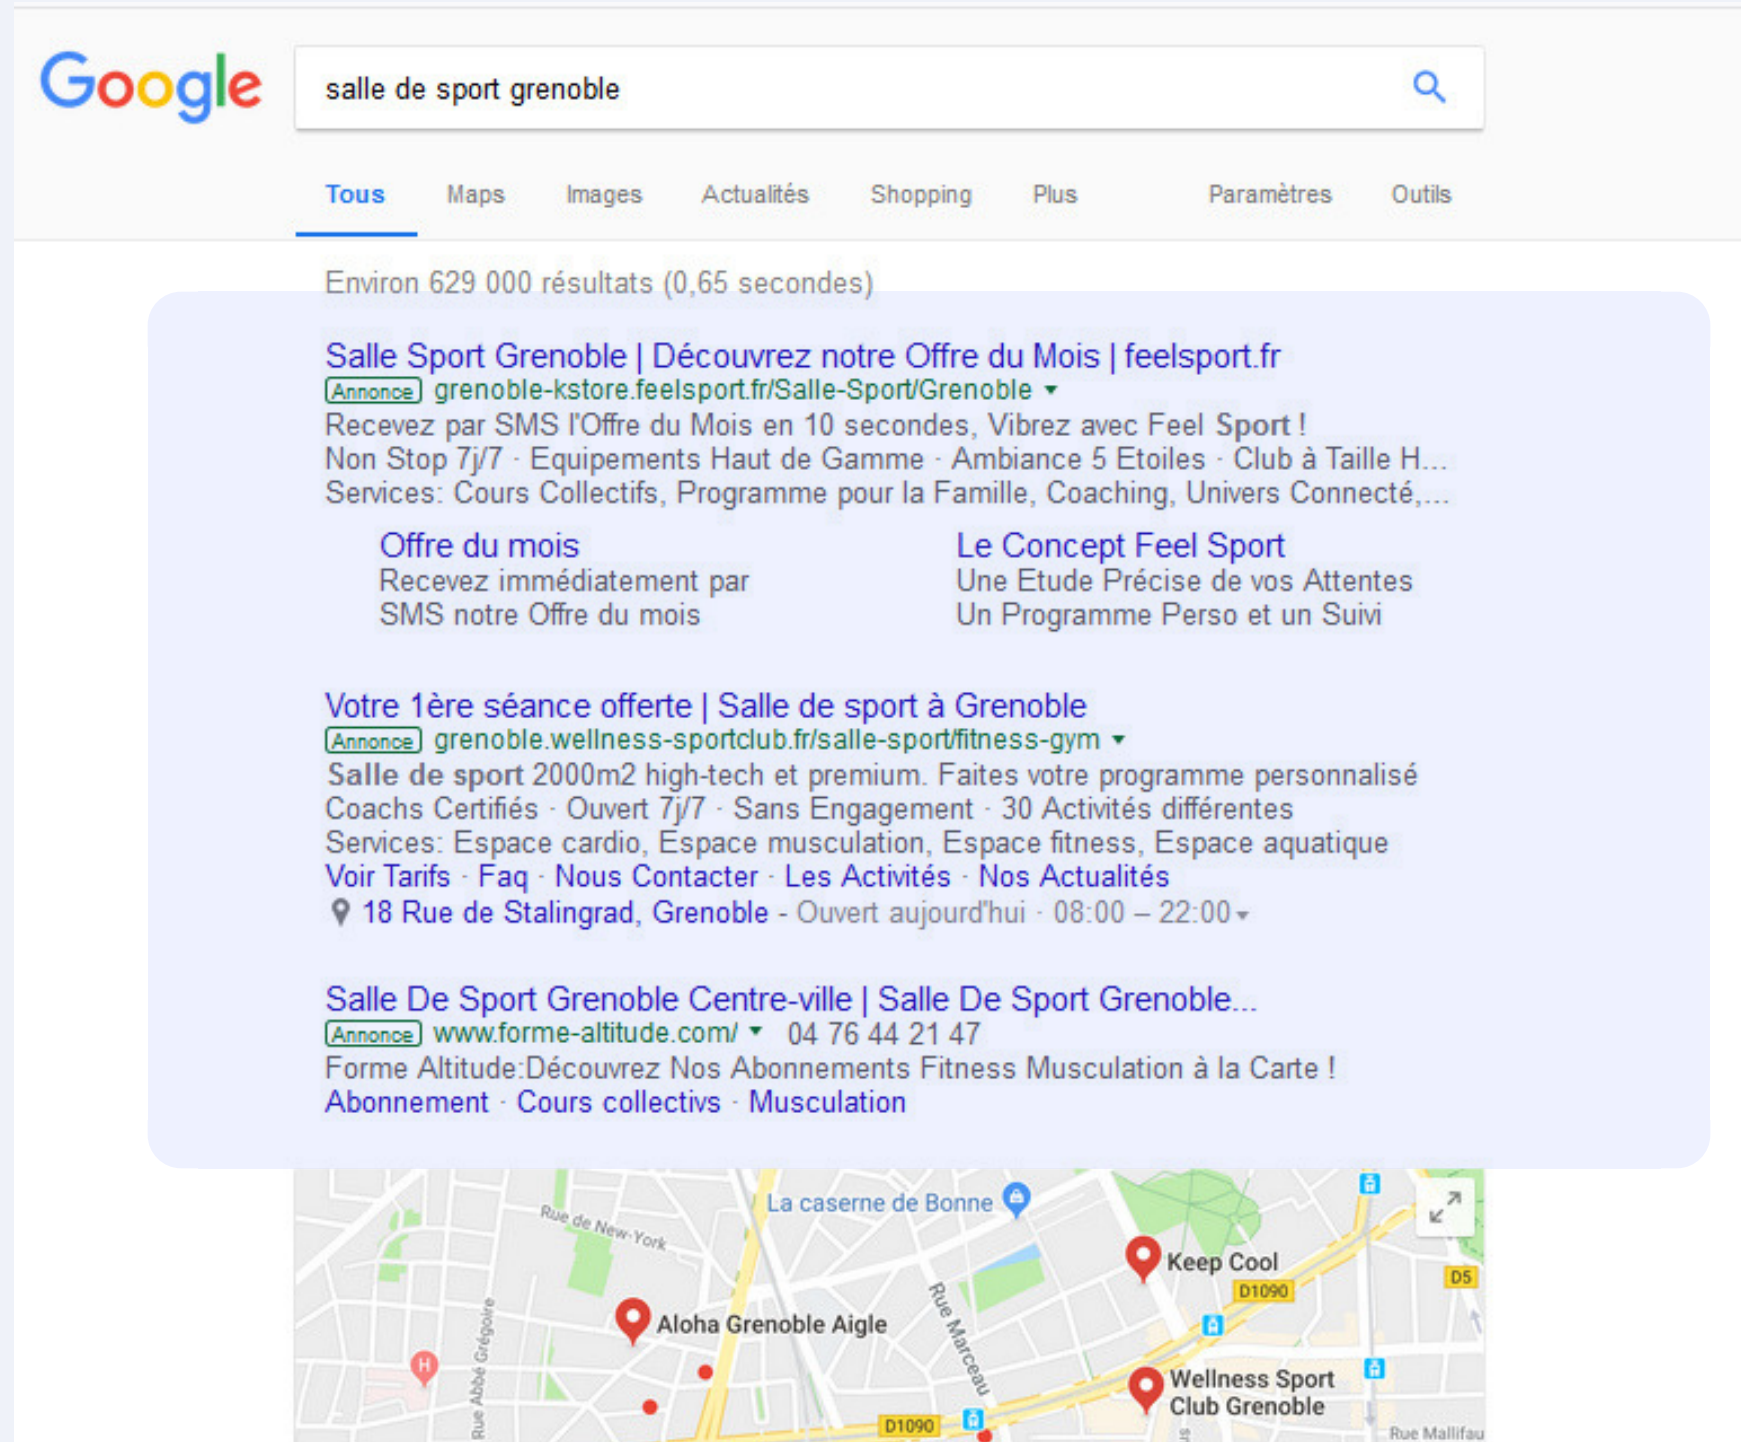 Google
salle de sport grenoble
Tous Maps Images Actualités Shopping Plus Paramètres Outils
Environ 629 000 résultats (0,65 secondes)
Salle Sport Grenoble | Découvrez notre Offre du Mois | feelsport.fr
Annonce grenoble-kstore.feelsport.fr/Salle-Sport/Grenoble
Recevez par SMS l'Offre du Mois en 10 secondes, Vibrez avec Feel Sport !
Non Stop 7j/7 · Equipements Haut de Gamme · Ambiance 5 Etoiles · Club à Taille H...
Services: Cours Collectifs, Programme pour la Famille, Coaching, Univers Connecté,...
Offre du mois
Recevez immédiatement par
SMS notre Offre du mois
Le Concept Feel Sport
Une Etude Précise de vos Attentes
Un Programme Perso et un Suivi
Votre 1ère séance offerte | Salle de sport à Grenoble
Annonce grenoble.wellness-sportclub.fr/salle-sport/fitness-gym
Salle de sport 2000m2 high-tech et premium. Faites votre programme personnalisé
Coachs Certifiés · Ouvert 7j/7 · Sans Engagement · 30 Activités différentes
Services: Espace cardio, Espace musculation, Espace fitness, Espace aquatique
Voir Tarifs · Faq · Nous Contacter · Les Activités · Nos Actualités
18 Rue de Stalingrad, Grenoble - Ouvert aujourd'hui · 08:00 – 22:00
Salle De Sport Grenoble Centre-ville | Salle De Sport Grenoble...
Annonce www.forme-altitude.com/ 04 76 44 21 47
Forme Altitude:Découvrez Nos Abonnements Fitness Musculation à la Carte !
Abonnement · Cours collectivs · Musculation
La caserne de Bonne
Rue de New-York
Keep Cool
D1090
D5
Aloha Grenoble Aigle
Rue Marceau
Rue Abbé Grégoire
H
Wellness Sport
Club Grenoble
D1090
Rue Mallifau